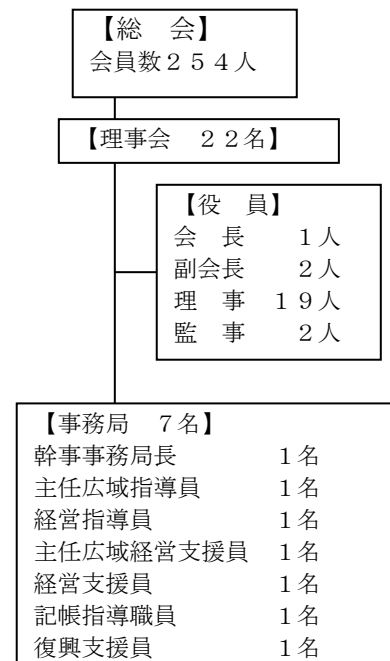 【総　会】
会員数２５４人
【理事会　２２名】
【役　員】
会　長　　１人
副会長　　２人
理　事　１９人
監　事　　２人
【事務局　７名】
幹事事務局長　　　１名
主任広域指導員　　１名
経営指導員　　　　１名
主任広域経営支援員　１名
経営支援員　　　　１名
記帳指導職員　　　１名
復興支援員　　　　１名